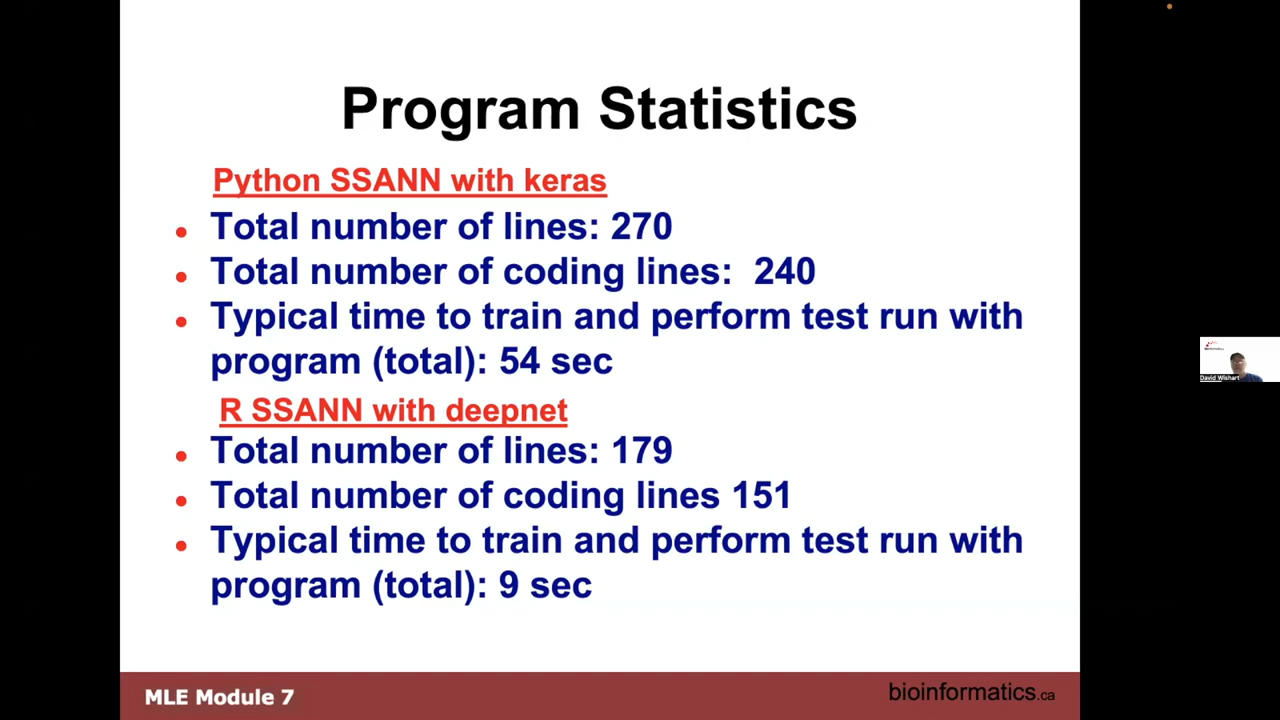 Program Statistics
Python SSANN with keras
Total number of lines: 270
Total number of coding lines: 240
Typical time to train and perform test run with
program (total): 54 sec
R SSANN with deepnet
Total number of lines: 179
Total number of coding lines 151
Typical time to train and perform test run with
program (total): 9 sec
David Wishart
MLE Module 7
bioinformatics.ca